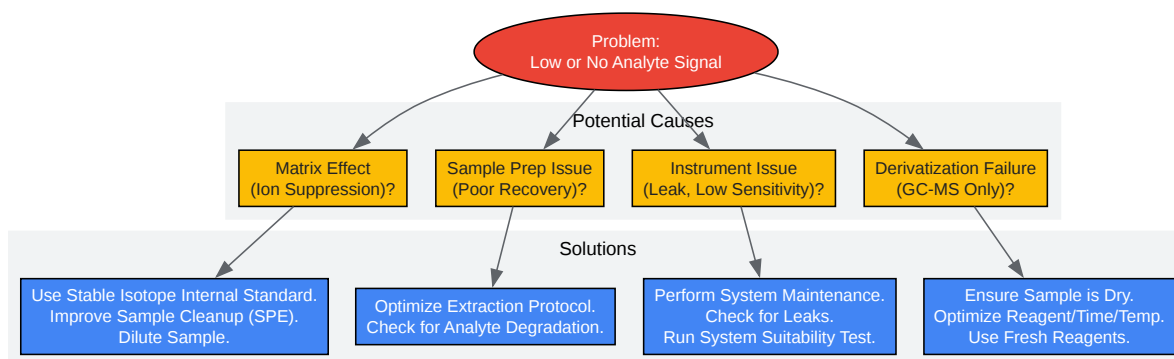 Problem:
Low or No Analyte Signal
Potential Causes
Matrix Effect
(Ion Suppression)?
Sample Prep Issue
(Poor Recovery)?
Instrument Issue
(Leak, Low Sensitivity)?
Derivatization Failure
(GC-MS Only)?
Solutions
Use Stable Isotope Internal Standard.
Improve Sample Cleanup (SPE).
Dilute Sample.
Optimize Extraction Protocol.
Check for Analyte Degradation.
Perform System Maintenance.
Check for Leaks.
Run System Suitability Test.
Ensure Sample is Dry.
Optimize Reagent/Time/Temp.
Use Fresh Reagents.